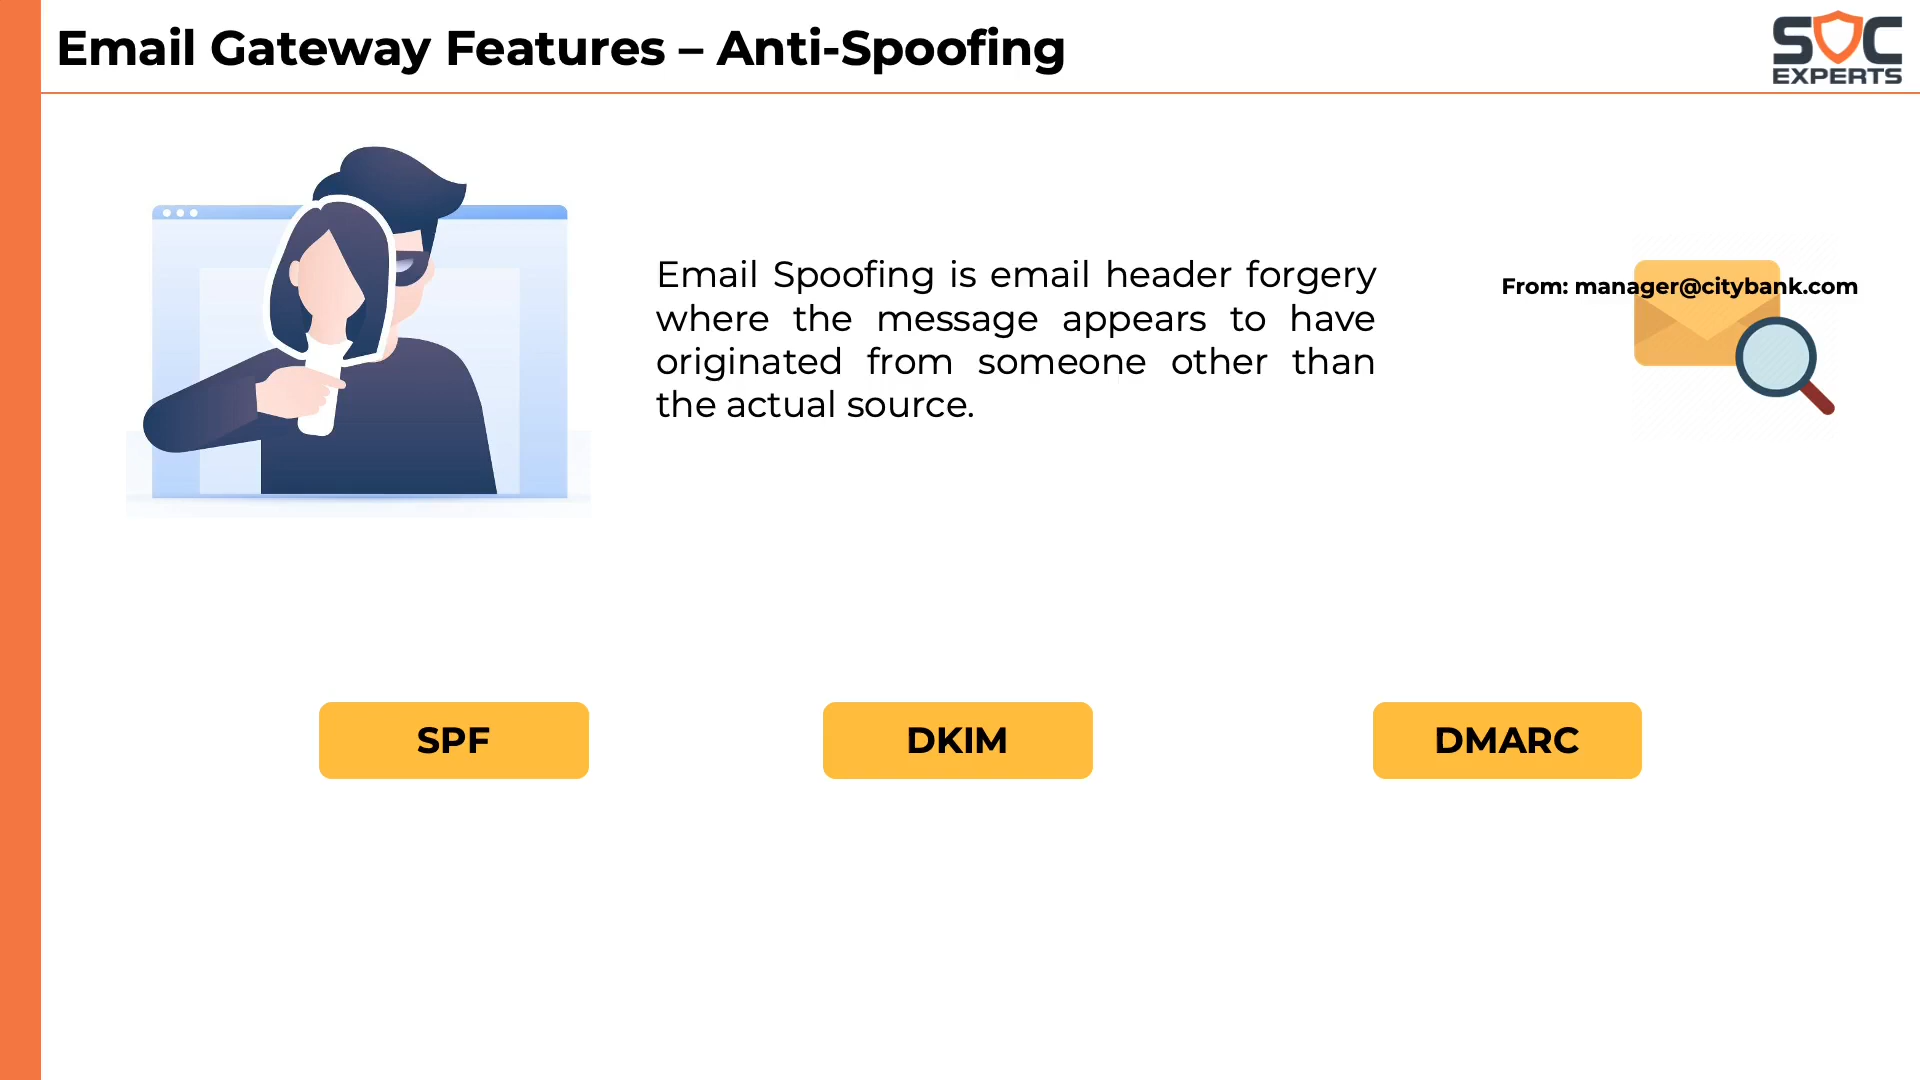 Email Gateway Features – Anti-Spoofing
SOC
EXPERTS
Email Spoofing is email header forgery
where the message appears to have
originated from someone other than
the actual source.
From: manager@citybank.com
SPF
DKIM
DMARC